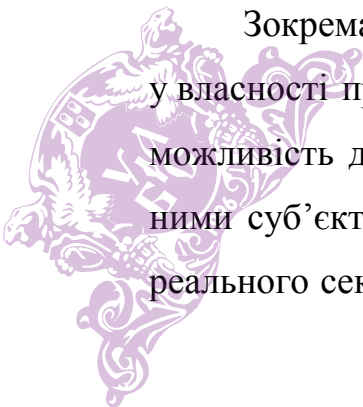 Зокрема
у власності п
можливість д
ними суб’єкт
реального сек